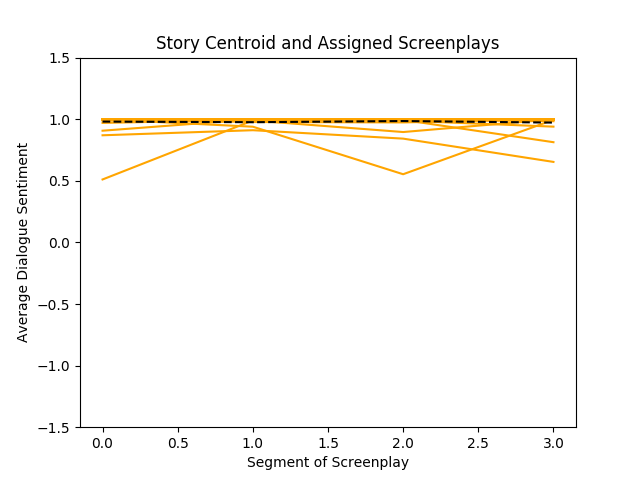 Story Centroid and Assigned Screenplays
1.5
1.0
0.5
0.0
−0.5
−1.0
−1.5
Average Dialogue Sentiment
0.0 0.5 1.0 1.5 2.0 2.5 3.0
Segment of Screenplay